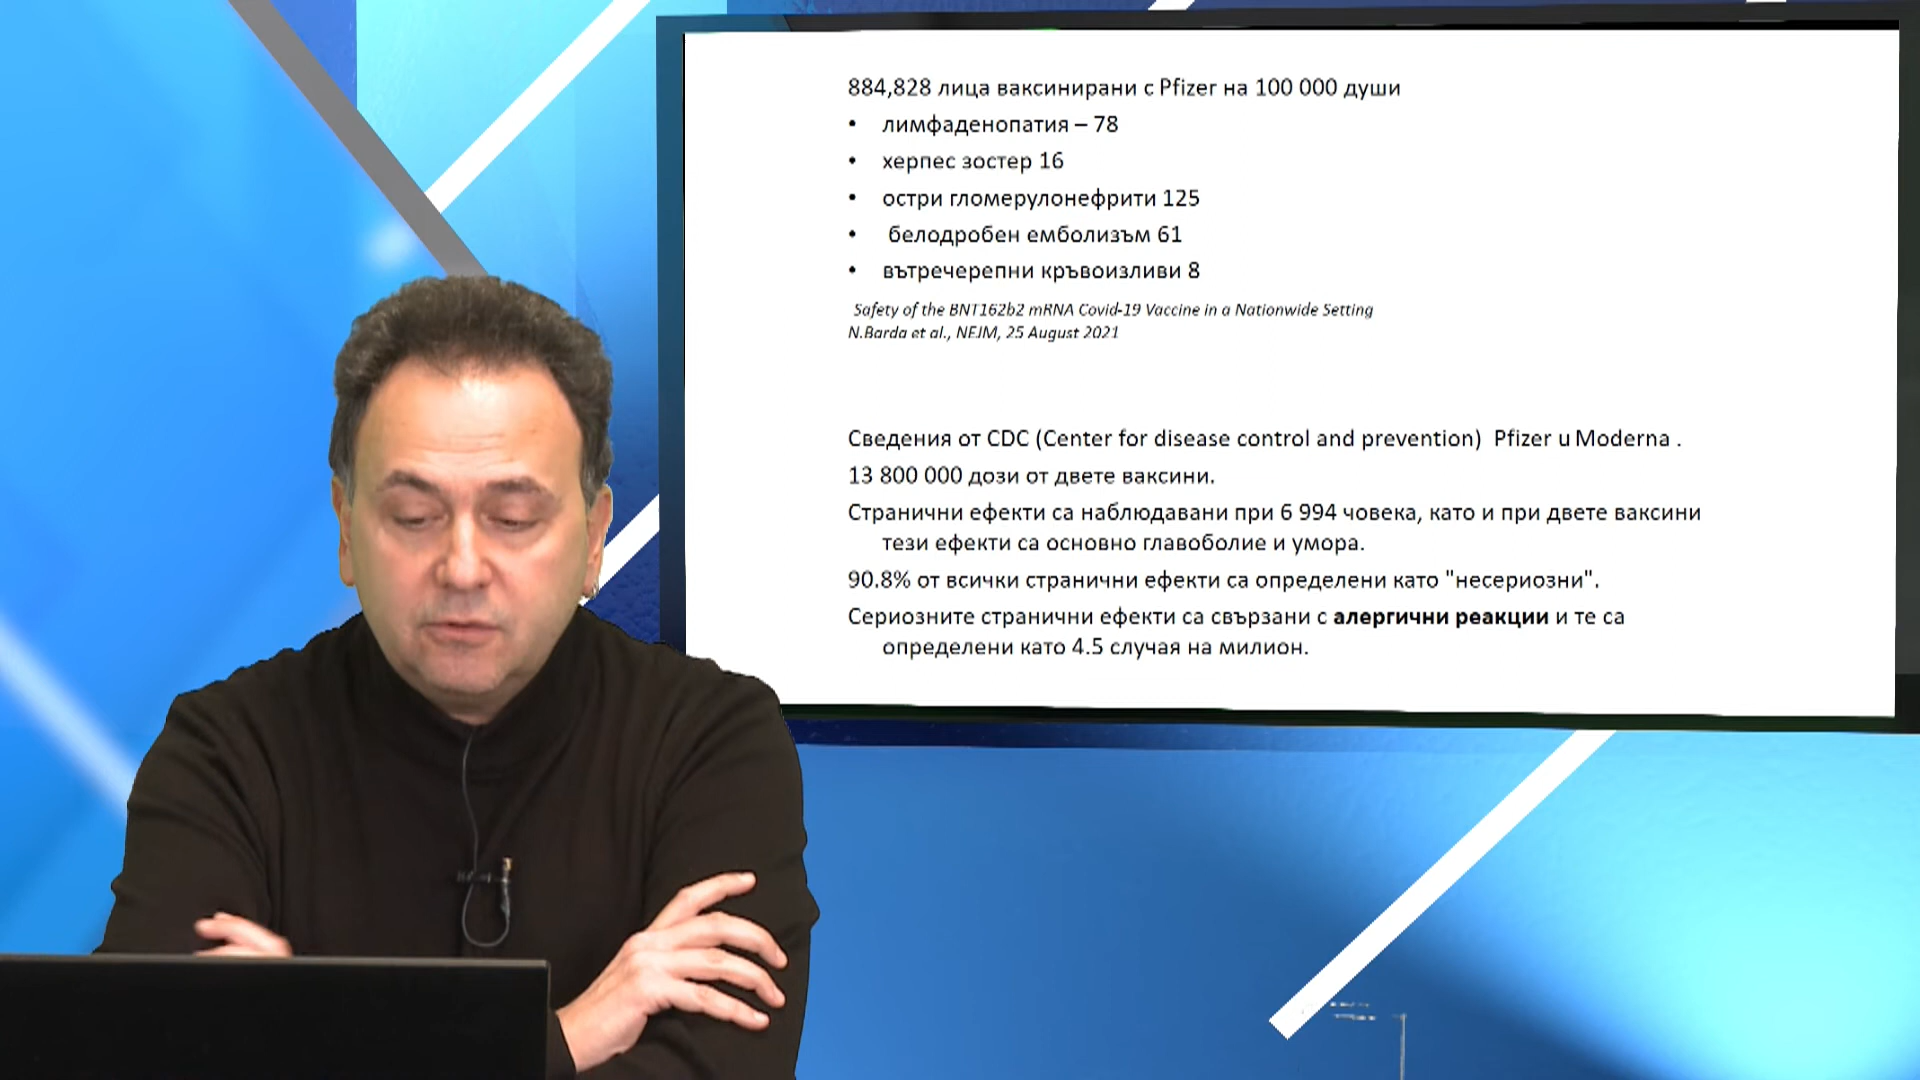 884,828 лица ваксинирани с Pfizer на 100 000 души
• лимфаденопатия – 78
• херпес зостер 16
• остри гломерулонефрити 125
• белодробен емболизъм 61
• вътречерепни кръвоизливи 8
Safety of the BNT162b2 mRNA Covid-19 Vaccine in a Nationwide Setting
N.Barda et al., NEJM, 25 August 2021
Сведения от CDC (Center for disease control and prevention) Pfizer и Moderna .
13 800 000 дози от двете ваксини.
Странични ефекти са наблюдавани при 6 994 човека, като и при двете ваксини
тези ефекти са основно главоболие и умора.
90.8% от всички странични ефекти са определени като "несериозни".
Сериозните странични ефекти са свързани с алергични реакции и те са
определени като 4.5 случая на милион.